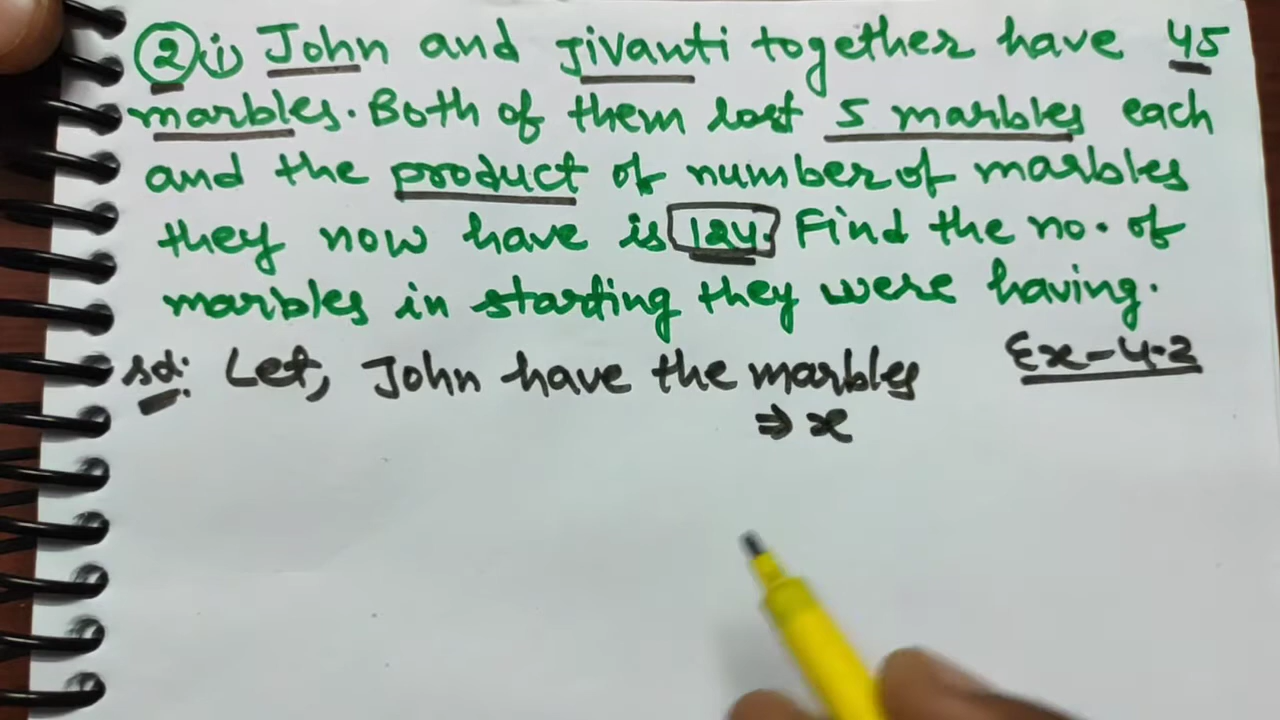 ② i) John and Jivanti together have 45
marbles. Both of them lost 5 marbles each
and the product of number of marbles
they now have is 124. Find the no. of
marbles in starting they were having.
Ex-4.2
sol: Let, John have the marbles
⇒ x